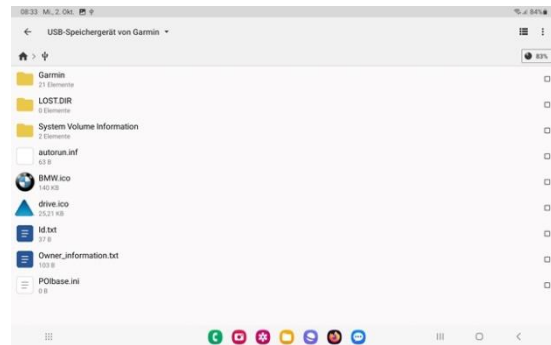 08:33 Mi., 2. Okt.
84%
USB-Speichergerät von Garmin
83%
Garmin
21 Elemente
LOST.DIR
0 Elemente
System Volume Information
2 Elemente
autorun.inf
63 B
BMW.ico
140 KB
drive.ico
25,21 KB
Id.txt
37 B
Owner_information.txt
103 B
POIbase.ini
0 B